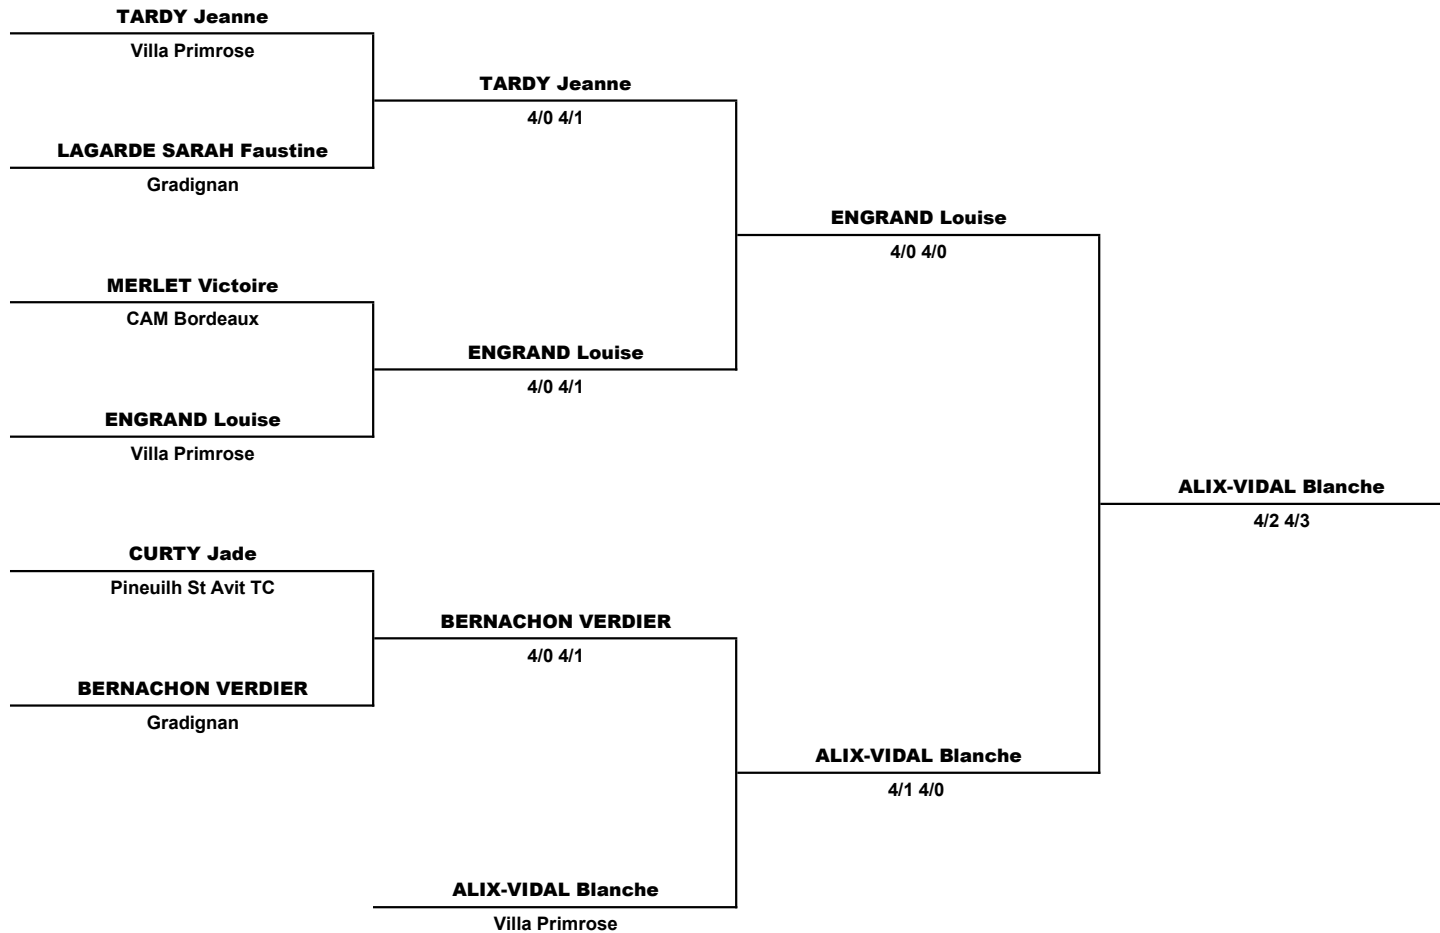 TARDY Jeanne
Villa Primrose
TARDY Jeanne
4/0 4/1
LAGARDE SARAH Faustine
Gradignan
ENGRAND Louise
4/0 4/0
MERLET Victoire
CAM Bordeaux
ENGRAND Louise
4/0 4/1
ENGRAND Louise
Villa Primrose
ALIX-VIDAL Blanche
4/2 4/3
CURTY Jade
Pineuilh St Avit TC
BERNACHON VERDIER
4/0 4/1
BERNACHON VERDIER
Gradignan
ALIX-VIDAL Blanche
4/1 4/0
ALIX-VIDAL Blanche
Villa Primrose